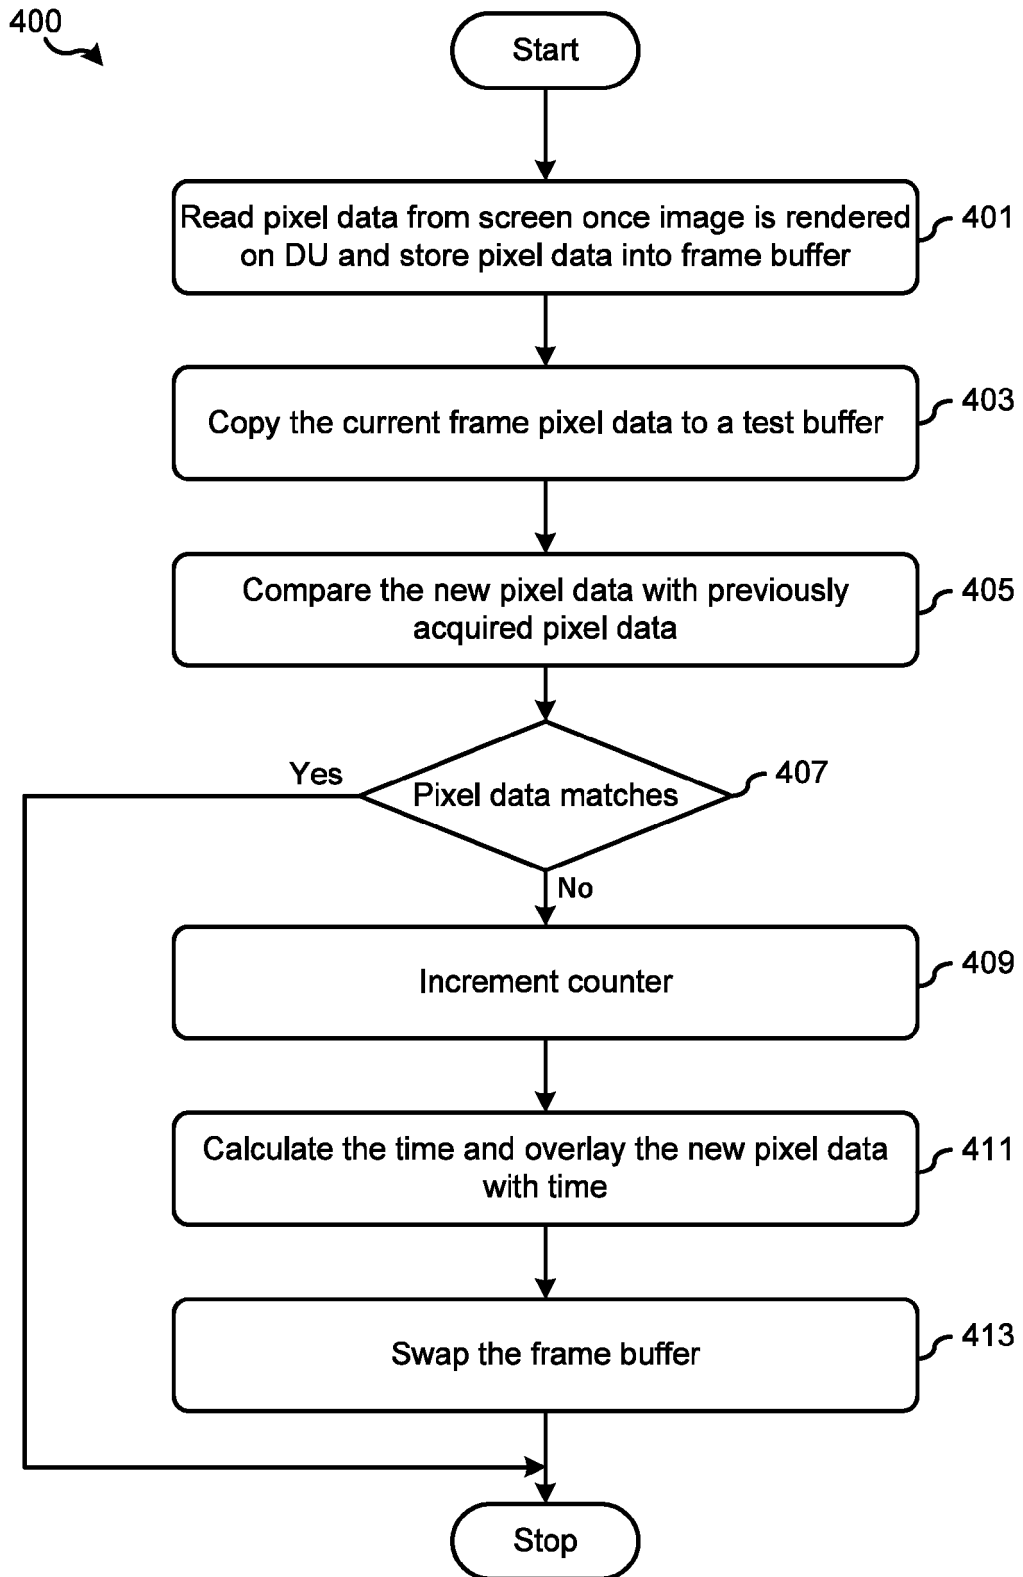 400
Start
Read pixel data from screen once image is rendered
on DU and store pixel data into frame buffer
401
Copy the current frame pixel data to a test buffer
403
Compare the new pixel data with previously
acquired pixel data
405
Yes
Pixel data matches
407
No
Increment counter
409
Calculate the time and overlay the new pixel data
with time
411
Swap the frame buffer
413
Stop